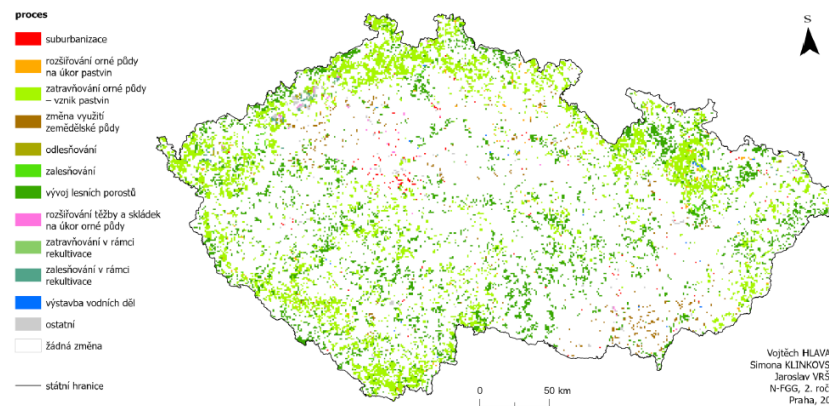 proces
suburbanizace
rozšiřování orné půdy
na úkor pastvin
zatravňování orné půdy
– vznik pastvin
změna využití
zemědělské půdy
odlesňování
zalesňování
vývoj lesních porostů
rozšiřování těžby a skládek
na úkor orné půdy
zatravňování v rámci
rekultivace
zalesňování v rámci
rekultivace
výstavba vodních děl
ostatní
žádná změna
státní hranice
S
0 50 km
Vojtěch HLAVA
Simona KLINKOVS
Jaroslav VRŠ
N-FGG, 2. roč
Praha, 20